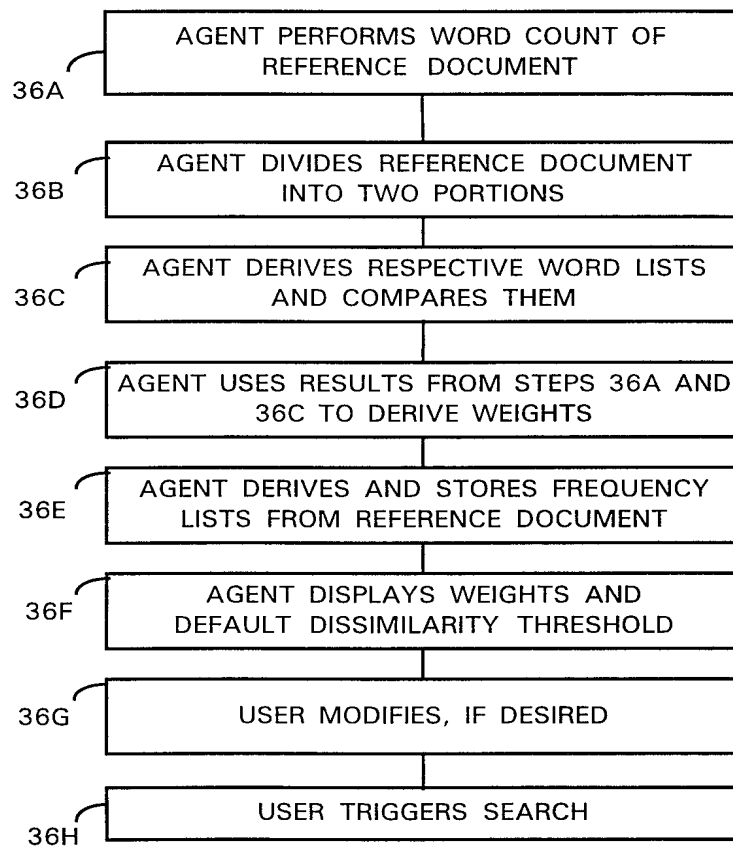 AGENT PERFORMS WORD COUNT OF
REFERENCE DOCUMENT
36A
AGENT DIVIDES REFERENCE DOCUMENT
INTO TWO PORTIONS
36B
AGENT DERIVES RESPECTIVE WORD LISTS
AND COMPARES THEM
36C
AGENT USES RESULTS FROM STEPS 36A AND
36C TO DERIVE WEIGHTS
36D
AGENT DERIVES AND STORES FREQUENCY
LISTS FROM REFERENCE DOCUMENT
36E
AGENT DISPLAYS WEIGHTS AND
DEFAULT DISSIMILARITY THRESHOLD
36F
USER MODIFIES, IF DESIRED
36G
USER TRIGGERS SEARCH
36H